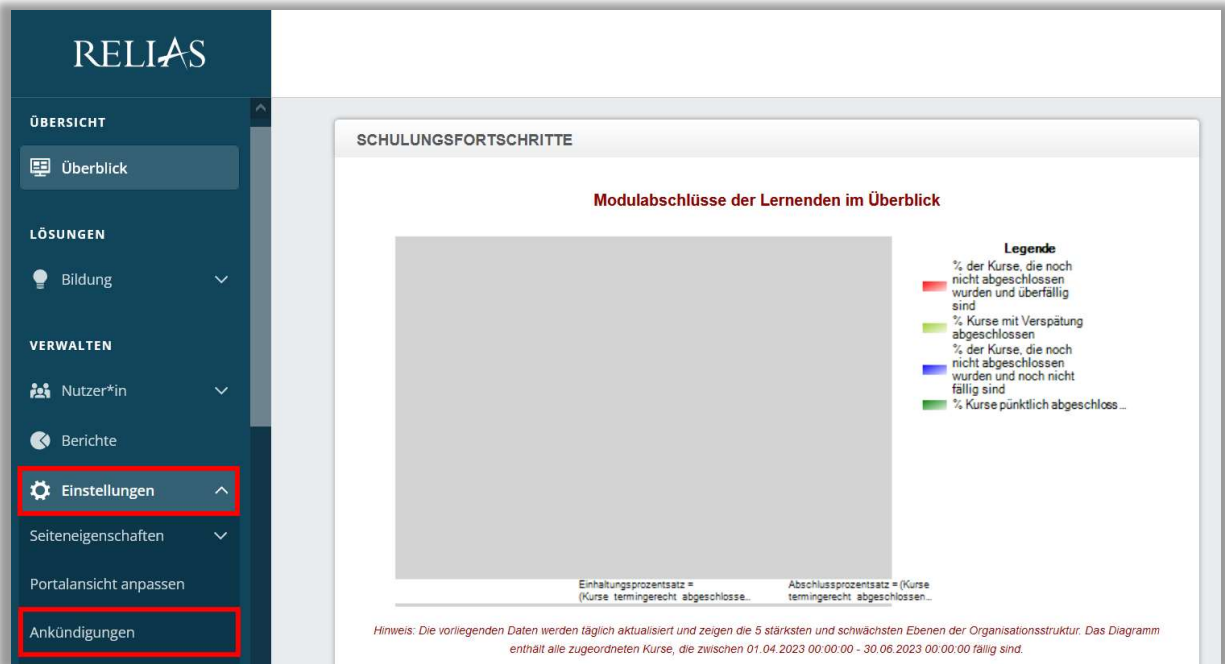 RELIAS
ÜBERSICHT
Überblick
LÖSUNGEN
Bildung
VERWALTEN
Nutzer*in
Berichte
Einstellungen
Seiteneigenschaften
Portalansicht anpassen
Ankündigungen
SCHULUNGSFORTSCHRITTE
Modulabschlüsse der Lernenden im Überblick
Legende
% der Kurse, die noch
nicht abgeschlossen
wurden und überfällig
sind
% Kurse mit Verspätung
abgeschlossen
% der Kurse, die noch
nicht abgeschlossen
wurden und noch nicht
fällig sind
% Kurse pünktlich abgeschloss...
Einhaltungsprozentsatz =
(Kurse termingerecht abgeschlosse...
Abschlussprozentsatz = (Kurse
termingerecht abgeschlossen...
Hinweis: Die vorliegenden Daten werden täglich aktualisiert und zeigen die 5 stärksten und schwächsten Ebenen der Organisationsstruktur. Das Diagramm
enthält alle zugeordneten Kurse, die zwischen 01.04.2023 00:00:00 - 30.06.2023 00:00:00 fällig sind.